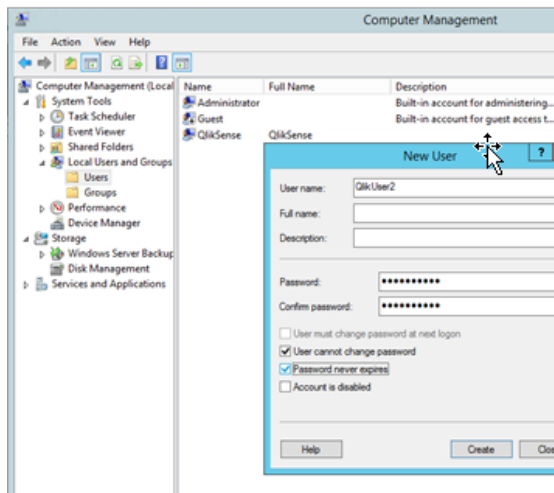 Computer Management
File Action View Help
Computer Management (Local
System Tools
Task Scheduler
Event Viewer
Shared Folders
Local Users and Groups
Users
Groups
Performance
Device Manager
Storage
Windows Server Backup
Disk Management
Services and Applications
Name Full Name Description
Administrator Built-in account for administering...
Guest Built-in account for guest access t...
QlikSense QlikSense
New User ?
User name: QlikUser2
Full name:
Description:
Password: ••••••••••
Confirm password: ••••••••••
User must change password at next logon
User cannot change password
Password never expires
Account is disabled
Help Create Clos